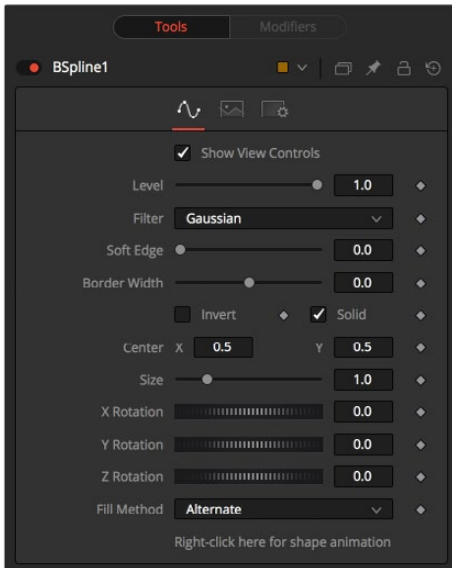 Tools Modifiers
BSpline1
Show View Controls
Level 1.0
Filter Gaussian
Soft Edge 0.0
Border Width 0.0
Invert Solid
Center X 0.5 Y 0.5
Size 1.0
X Rotation 0.0
Y Rotation 0.0
Z Rotation 0.0
Fill Method Alternate
Right-click here for shape animation